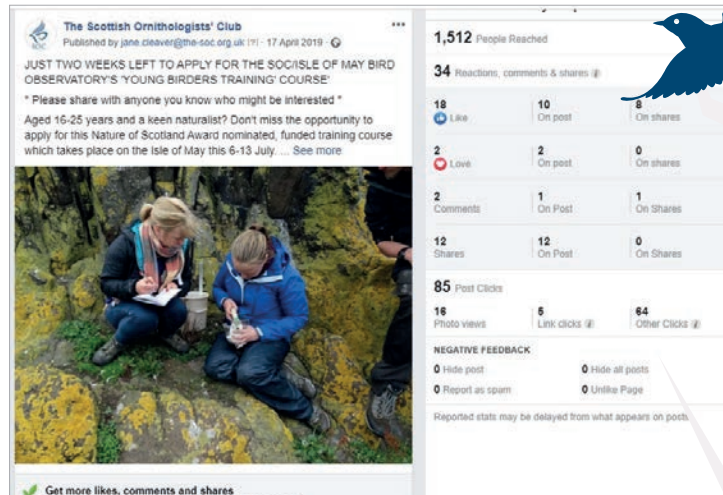 The Scottish Ornithologists' Club
Published by jane.cleaver@the-soc.org.uk [?] · 17 April 2019 ·
JUST TWO WEEKS LEFT TO APPLY FOR THE SOC/ISLE OF MAY BIRD
OBSERVATORY'S 'YOUNG BIRDERS TRAINING' COURSE'
* Please share with anyone you know who might be interested *
Aged 16-25 years and a keen naturalist? Don't miss the opportunity to
apply for this Nature of Scotland Award nominated, funded training course
which takes place on the Isle of May this 6-13 July. ... See more
Get more likes, comments and shares
1,512 People Reached
34 Reactions, comments & shares
18 10 8
Like On post On shares
2 2 0
Love On post On shares
2 1 1
Comments On Post On Shares
12 12 0
Shares On Post On Shares
85 Post Clicks
16 5 64
Photo views Link clicks Other Clicks
NEGATIVE FEEDBACK
0 Hide post 0 Hide all posts
0 Report as spam 0 Unlike Page
Reported stats may be delayed from what appears on posts